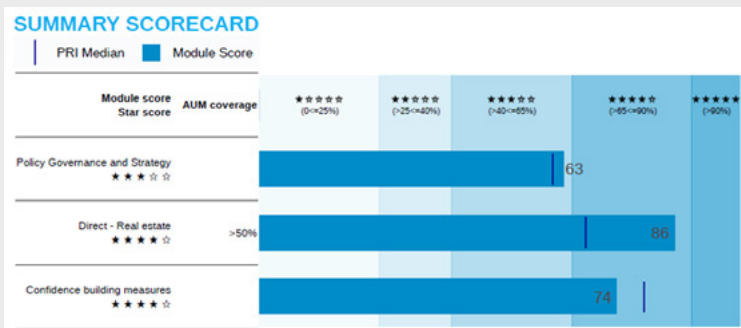 SUMMARY SCORECARD
PRI Median Module Score
Module score
Star score
AUM coverage
★☆☆☆☆ ★★☆☆☆ ★★★☆☆ ★★★★☆ ★★★★★
(0<=25%) (>25<=40%) (>40<=65%) (>65<=90%) (>90%)
Policy Governance and Strategy
★★★☆☆
63
Direct - Real estate
★★★★☆
>50%
86
Confidence building measures
★★★★☆
74